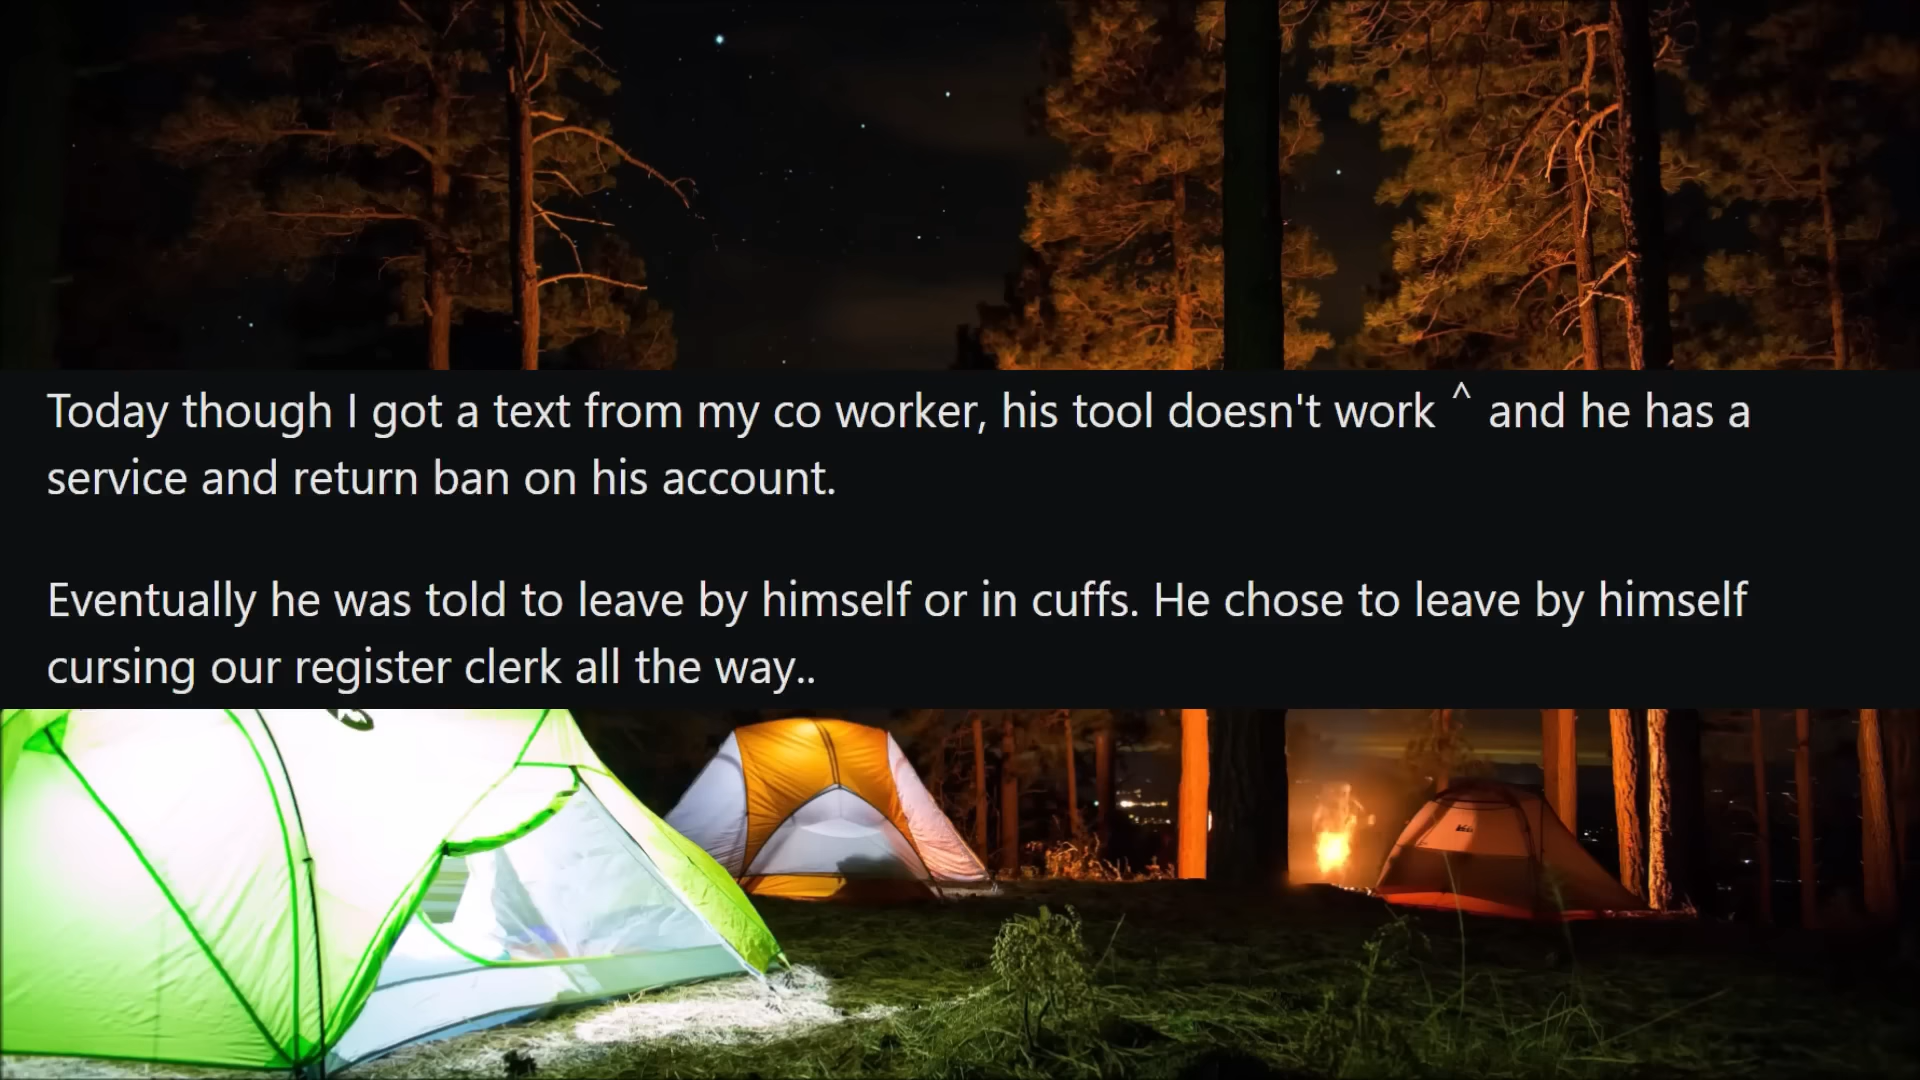 Today though I got a text from my co worker, his tool doesn't work ^ and he has a
service and return ban on his account.
Eventually he was told to leave by himself or in cuffs. He chose to leave by himself
cursing our register clerk all the way..